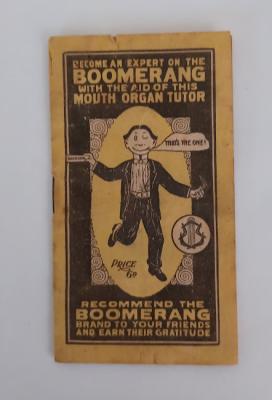 BECOME AN EXPERT ON THE
BOOMERANG
WITH THE AID OF THIS
MOUTH ORGAN TUTOR
THAT'S THE ONE!
PRICE
6D
RECOMMEND THE
BOOMERANG
BRAND TO YOUR FRIENDS
AND EARN THEIR GRATITUDE